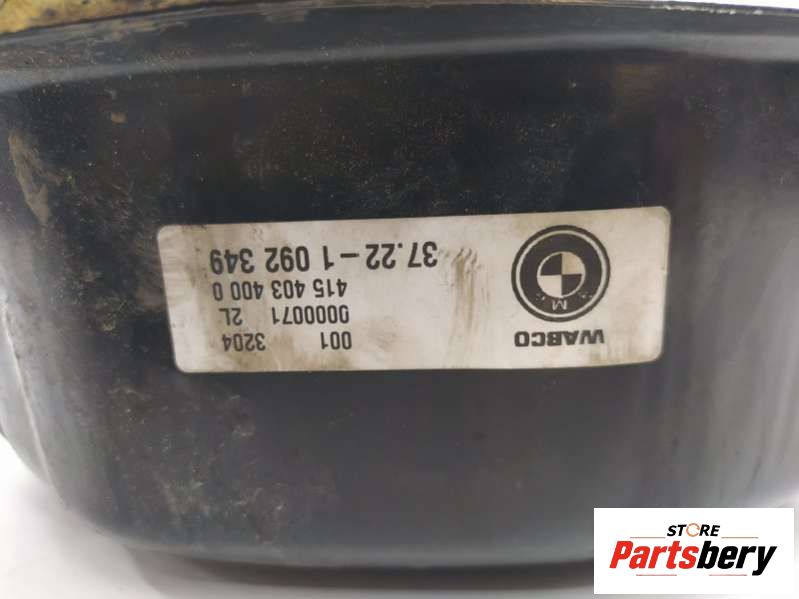 WABCO
001 3204
0000071 2L
415 403 400 0
37.22-1 092 349
STORE
Partsbery